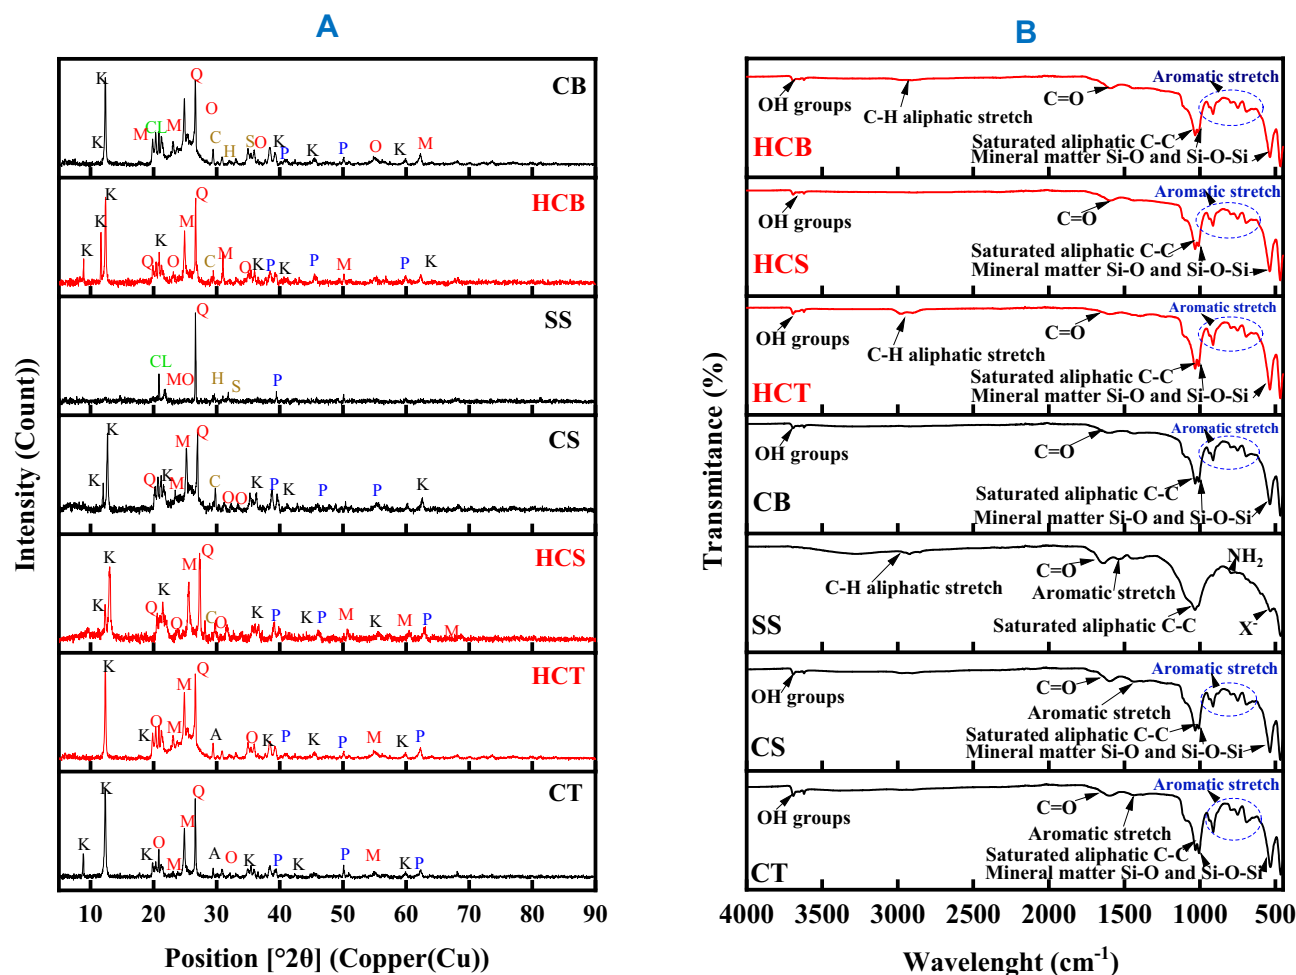 A
B
K
Q
CB
K
M
CL
M
O
C
H
S
O
P
K
K
P
O
K
M
K
Q
HCB
K
K
Q
K
O
M
C
M
O
K
P
K
P
M
P
K
Q
SS
CL
M
O
H
S
P
K
Q
CS
K
Q
K
M
M
C
O
O
K
P
K
P
P
K
K
Q
HCS
K
Q
K
O
M
C
O
K
P
K
P
M
K
M
P
M
K
Q
HCT
K
O
M
M
A
O
K
P
K
P
M
K
P
K
Q
CT
K
K
O
M
M
A
O
K
P
K
P
M
K
P
10 20 30 40 50 60 70 80 90
Position [°2θ] (Copper(Cu)
Intensity (Count))
Aromatic stretch
OH groups
C-H aliphatic stretch
C=O
Saturated aliphatic C-C
Mineral matter Si-O and Si-O-Si
HCB
Aromatic stretch
OH groups
C=O
Saturated aliphatic C-C
Mineral matter Si-O and Si-O-Si
HCS
Aromatic stretch
OH groups
C-H aliphatic stretch
C=O
Saturated aliphatic C-C
Mineral matter Si-O and Si-O-Si
HCT
Aromatic stretch
OH groups
C=O
Saturated aliphatic C-C
Mineral matter Si-O and Si-O-Si
CB
C-H aliphatic stretch
C=O
Aromatic stretch
NH2
Saturated aliphatic C-C
X-
SS
Aromatic stretch
OH groups
C=O
Aromatic stretch
Saturated aliphatic C-C
Mineral matter Si-O and Si-O-Si
CS
Aromatic stretch
OH groups
C=O
Aromatic stretch
Saturated aliphatic C-C
Mineral matter Si-O and Si-O-Si
CT
4000 3500 3000 2500 2000 1500 1000 500
Wavelenght (cm-1)
Transmitance (%)